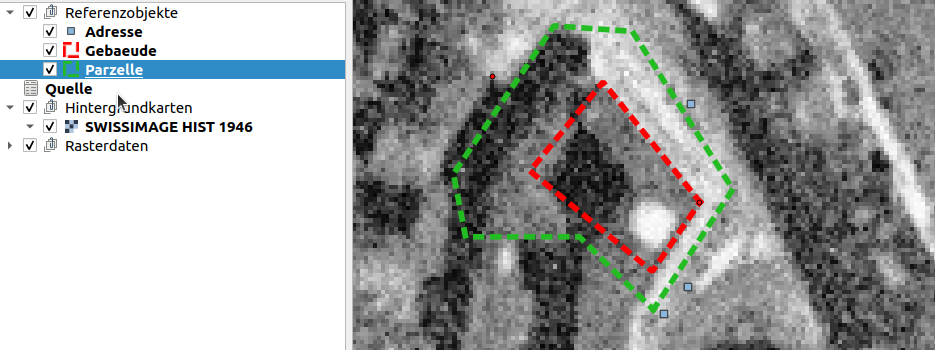 Referenzobjekte
Adresse
Gebaeude
Parzelle
Quelle
Hintergrundkarten
SWISSIMAGE HIST 1946
Rasterdaten